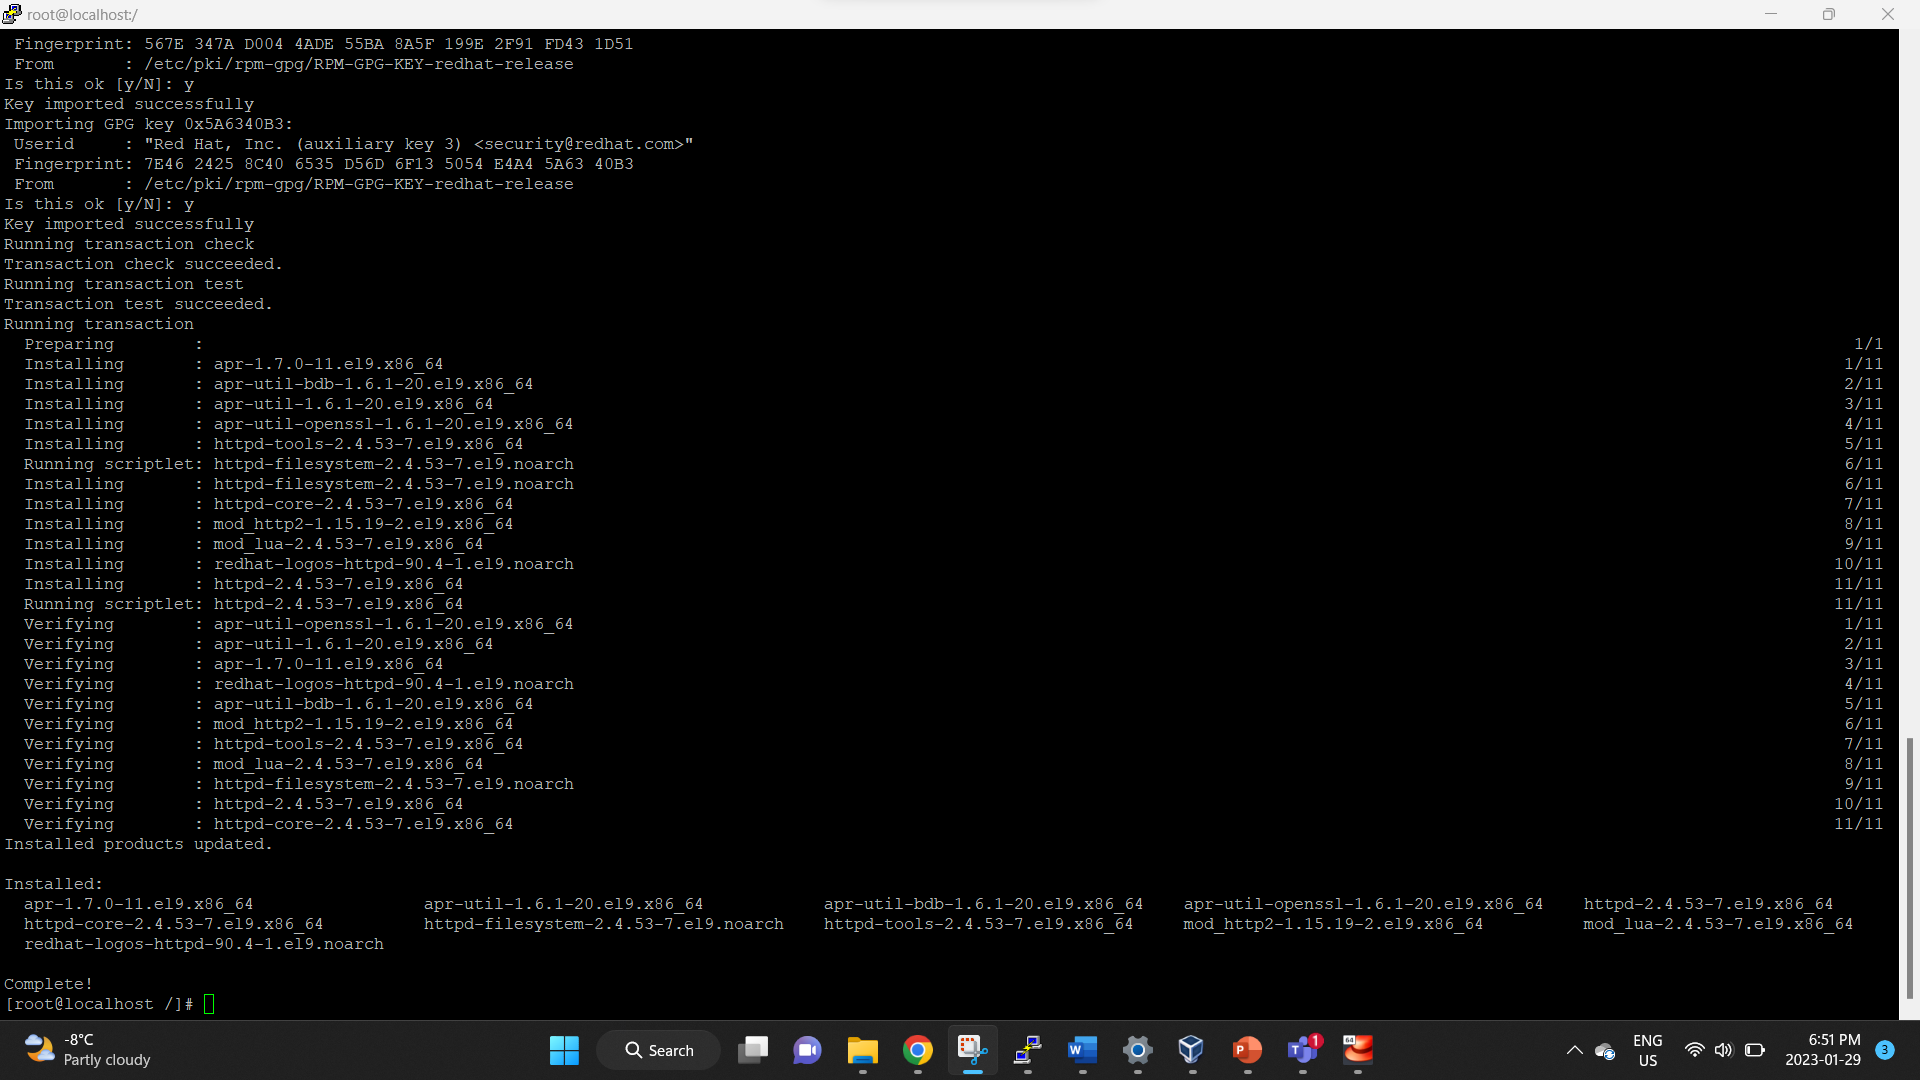 root@localhost:/
Fingerprint: 567E 347A D004 4ADE 55BA 8A5F 199E 2F91 FD43 1D51
From       : /etc/pki/rpm-gpg/RPM-GPG-KEY-redhat-release
Is this ok [y/N]: y
Key imported successfully
Importing GPG key 0x5A6340B3:
Userid     : "Red Hat, Inc. (auxiliary key 3) <security@redhat.com>"
Fingerprint: 7E46 2425 8C40 6535 D56D 6F13 5054 E4A4 5A63 40B3
From       : /etc/pki/rpm-gpg/RPM-GPG-KEY-redhat-release
Is this ok [y/N]: y
Key imported successfully
Running transaction check
Transaction check succeeded.
Running transaction test
Transaction test succeeded.
Running transaction
Preparing        : 1/1
Installing       : apr-1.7.0-11.el9.x86_64 1/11
Installing       : apr-util-bdb-1.6.1-20.el9.x86_64 2/11
Installing       : apr-util-1.6.1-20.el9.x86_64 3/11
Installing       : apr-util-openssl-1.6.1-20.el9.x86_64 4/11
Installing       : httpd-tools-2.4.53-7.el9.x86_64 5/11
Running scriptlet: httpd-filesystem-2.4.53-7.el9.noarch 6/11
Installing       : httpd-filesystem-2.4.53-7.el9.noarch 6/11
Installing       : httpd-core-2.4.53-7.el9.x86_64 7/11
Installing       : mod_http2-1.15.19-2.el9.x86_64 8/11
Installing       : mod_lua-2.4.53-7.el9.x86_64 9/11
Installing       : redhat-logos-httpd-90.4-1.el9.noarch 10/11
Installing       : httpd-2.4.53-7.el9.x86_64 11/11
Running scriptlet: httpd-2.4.53-7.el9.x86_64 11/11
Verifying        : apr-util-openssl-1.6.1-20.el9.x86_64 1/11
Verifying        : apr-util-1.6.1-20.el9.x86_64 2/11
Verifying        : apr-1.7.0-11.el9.x86_64 3/11
Verifying        : redhat-logos-httpd-90.4-1.el9.noarch 4/11
Verifying        : apr-util-bdb-1.6.1-20.el9.x86_64 5/11
Verifying        : mod_http2-1.15.19-2.el9.x86_64 6/11
Verifying        : httpd-tools-2.4.53-7.el9.x86_64 7/11
Verifying        : mod_lua-2.4.53-7.el9.x86_64 8/11
Verifying        : httpd-filesystem-2.4.53-7.el9.noarch 9/11
Verifying        : httpd-2.4.53-7.el9.x86_64 10/11
Verifying        : httpd-core-2.4.53-7.el9.x86_64 11/11
Installed products updated.
Installed:
apr-1.7.0-11.el9.x86_64 apr-util-1.6.1-20.el9.x86_64 apr-util-bdb-1.6.1-20.el9.x86_64 apr-util-openssl-1.6.1-20.el9.x86_64 httpd-2.4.53-7.el9.x86_64
httpd-core-2.4.53-7.el9.x86_64 httpd-filesystem-2.4.53-7.el9.noarch httpd-tools-2.4.53-7.el9.x86_64 mod_http2-1.15.19-2.el9.x86_64 mod_lua-2.4.53-7.el9.x86_64
redhat-logos-httpd-90.4-1.el9.noarch
Complete!
[root@localhost /]#
-8°C
Partly cloudy
Search
W
P
T
1
64
ENG
US
6:51 PM
2023-01-29
3